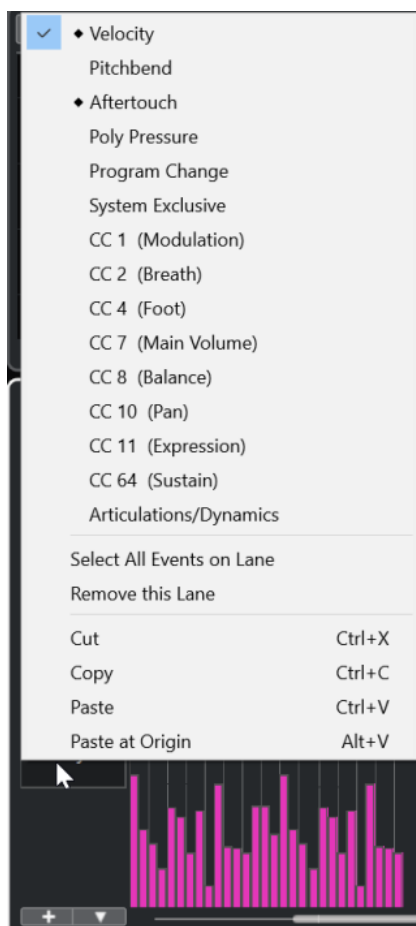 Velocity
Pitchbend
Aftertouch
Poly Pressure
Program Change
System Exclusive
CC 1 (Modulation)
CC 2 (Breath)
CC 4 (Foot)
CC 7 (Main Volume)
CC 8 (Balance)
CC 10 (Pan)
CC 11 (Expression)
CC 64 (Sustain)
Articulations/Dynamics
Select All Events on Lane
Remove this Lane
Cut Ctrl+X
Copy Ctrl+C
Paste Ctrl+V
Paste at Origin Alt+V